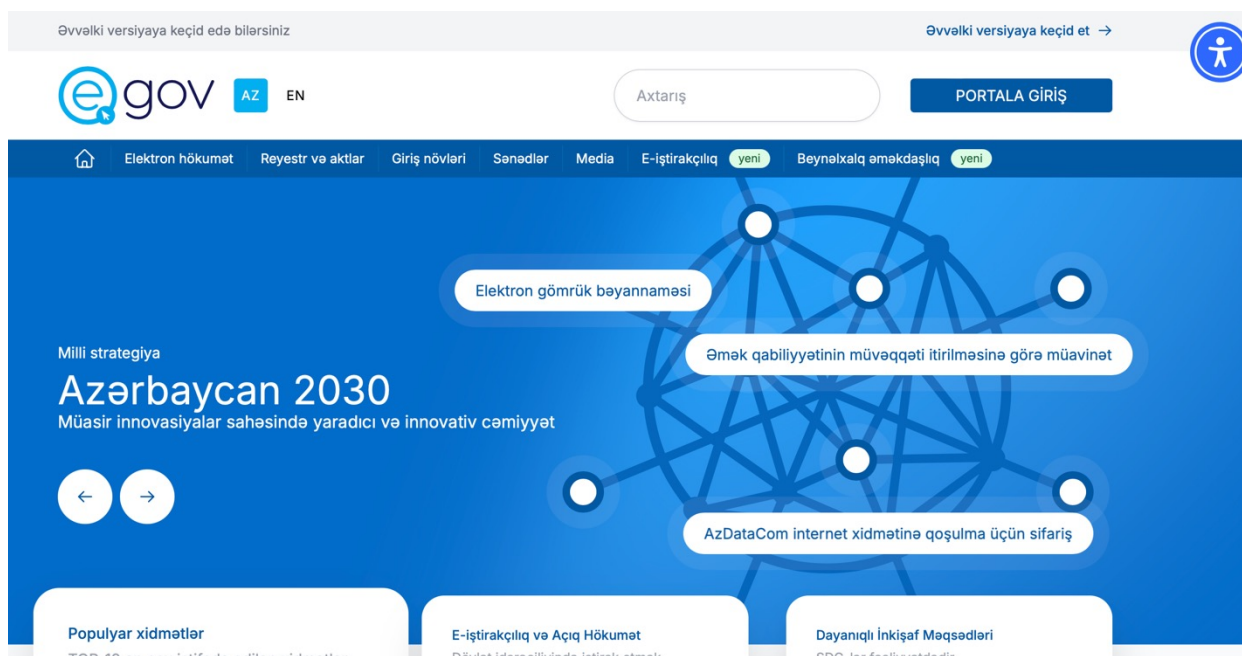 Əvvəlki versiyaya keçid edə bilərsiniz
Əvvəlki versiyaya keçid et →
egov AZ EN
Axtarış
PORTALA GİRİŞ
Elektron hökumət Reyestr və aktlar Giriş növləri Sənədlər Media E-iştirakçılıq yeni Beynəlxalq əməkdaşlıq yeni
Elektron gömrük bəyannaməsi
Əmək qabiliyyətinin müvəqqəti itirilməsinə görə müavinət
Milli strategiya
Azərbaycan 2030
Müasir innovasiyalar sahəsində yaradıcı və innovativ cəmiyyət
AzDataCom internet xidmətinə qoşulma üçün sifariş
Populyar xidmətlər
E-iştirakçılıq və Açıq Hökumət
Dayanıqlı İnkişaf Məqsədləri